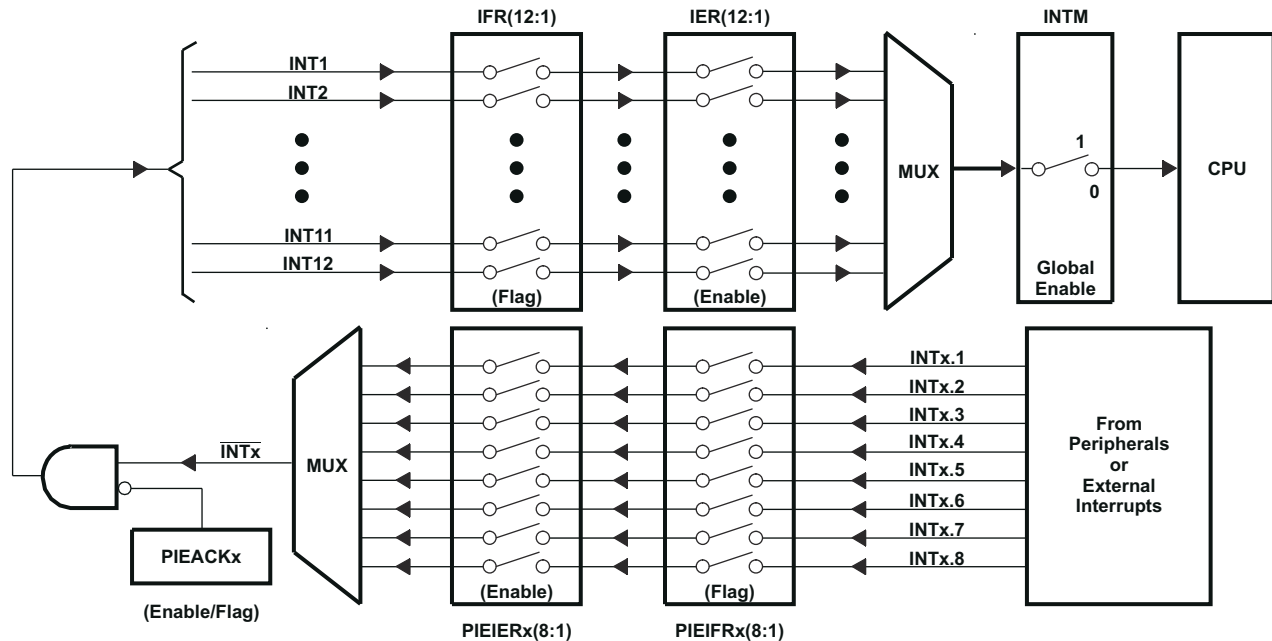 IFR(12:1)
IER(12:1)
INTM
INT1
INT2
1
MUX
CPU
0
INT11
INT12
(Flag)
(Enable)
Global
Enable
INTx.1
INTx.2
INTx.3
INTx.4
INTx.5
INTx.6
INTx.7
INTx.8
From
Peripherals
or
External
Interrupts
INTx
MUX
PIEACKx
(Enable/Flag)
(Enable)
(Flag)
PIEIERx(8:1)
PIEIFRx(8:1)